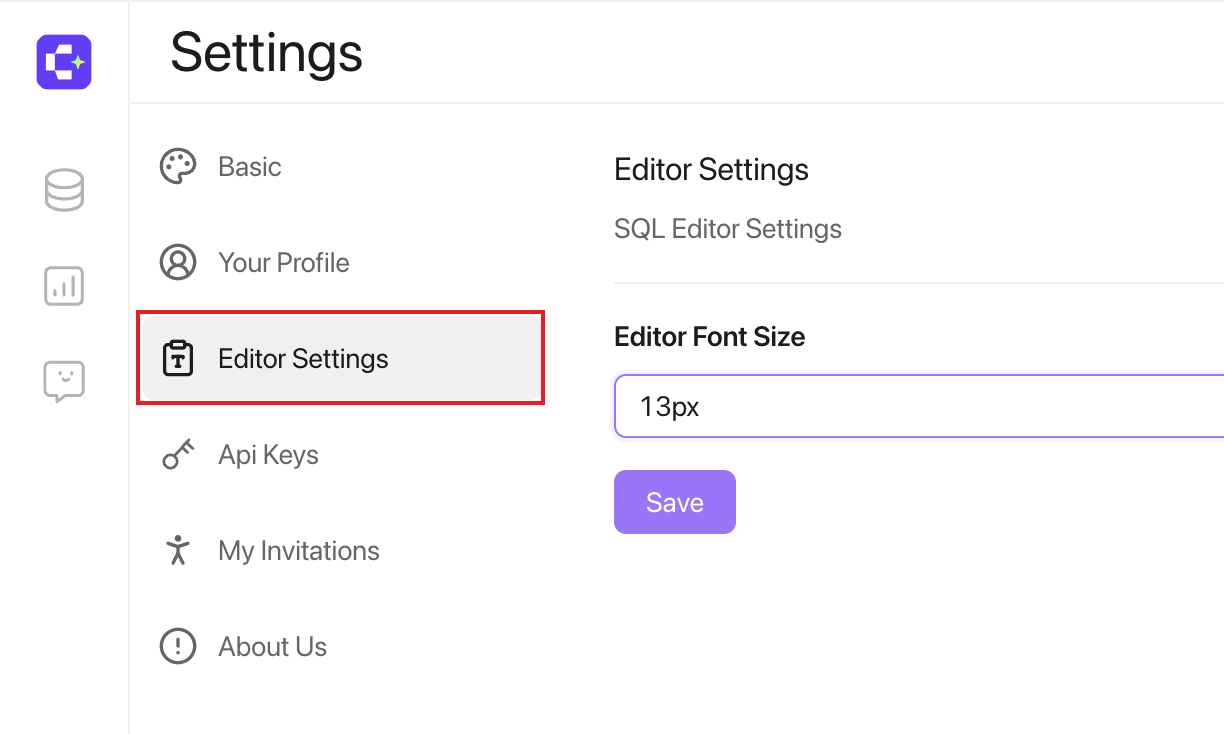 Settings
Basic
Your Profile
Editor Settings
Api Keys
My Invitations
About Us
Editor Settings
SQL Editor Settings
Editor Font Size
13px
Save